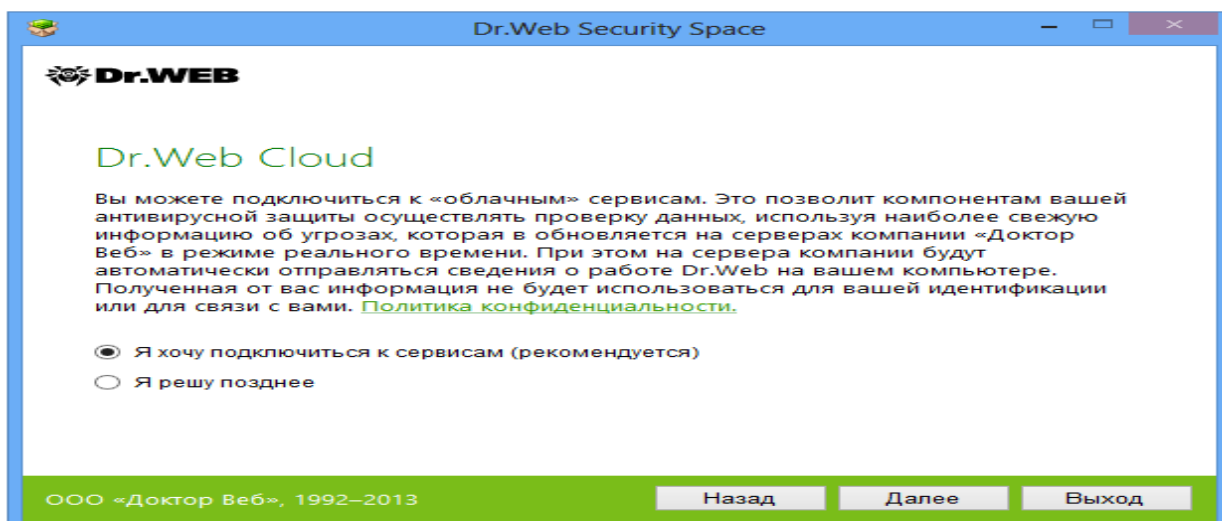 Dr.Web Security Space
Dr.WEB
Dr.Web Cloud
Вы можете подключиться к «облачным» сервисам. Это позволит компонентам вашей
антивирусной защиты осуществлять проверку данных, используя наиболее свежую
информацию об угрозах, которая в обновляется на серверах компании «Доктор
Веб» в режиме реального времени. При этом на сервера компании будут
автоматически отправляться сведения о работе Dr.Web на вашем компьютере.
Полученная от вас информация не будет использоваться для вашей идентификации
или для связи с вами. Политика конфиденциальности.
Я хочу подключиться к сервисам (рекомендуется)
Я решу позднее
ООО «Доктор Веб», 1992–2013
Назад
Далее
Выход